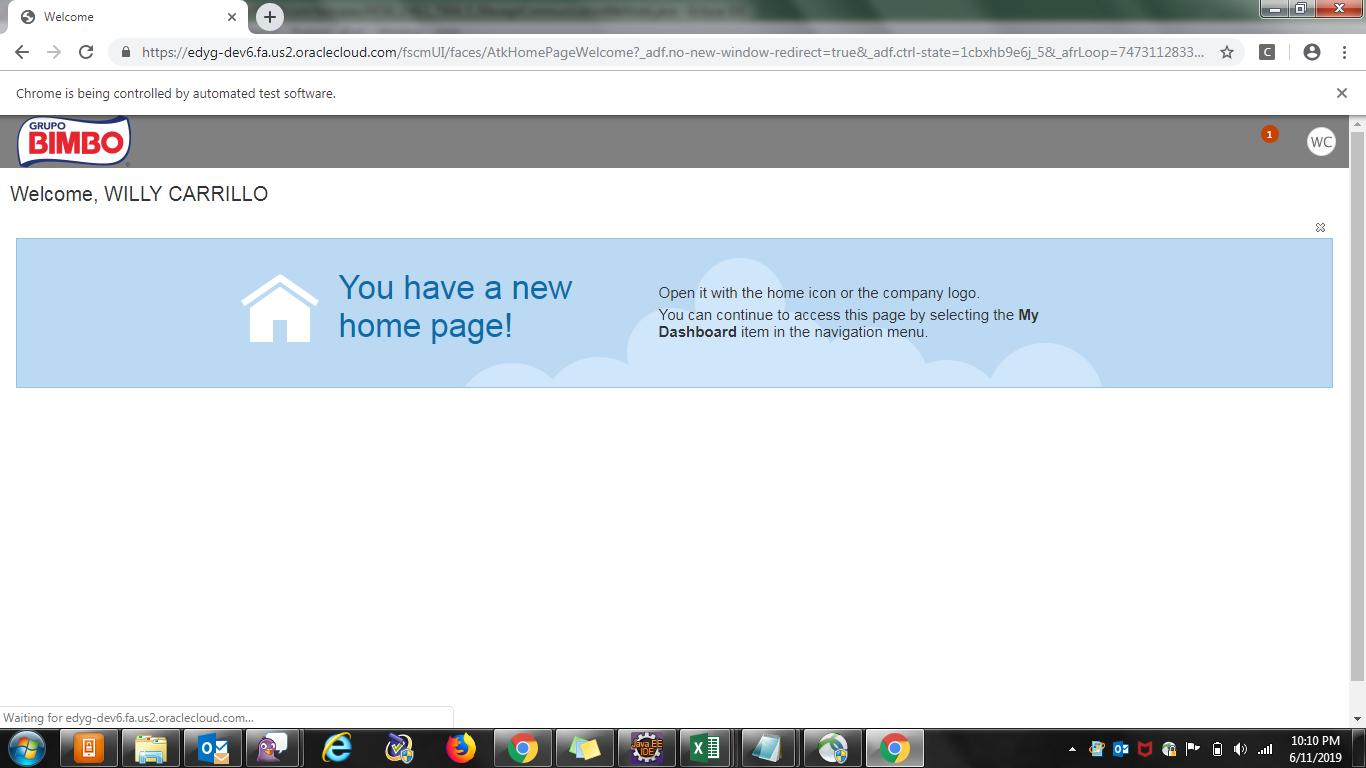 Welcome
https://edyg-dev6.fa.us2.oraclecloud.com/fscmUI/faces/AtkHomePageWelcome?_adf.no-new-window-redirect=true&_adf.ctrl-state=1cbxhb9e6j_5&_afrLoop=7473112833...
C
Chrome is being controlled by automated test software.
GRUPO
BIMBO
1
WC
Welcome, WILLY CARRILLO
You have a new
home page!
Open it with the home icon or the company logo.
You can continue to access this page by selecting the My
Dashboard item in the navigation menu.
Waiting for edyg-dev6.fa.us2.oraclecloud.com...
Java EE
IDE
10:10 PM
6/11/2019